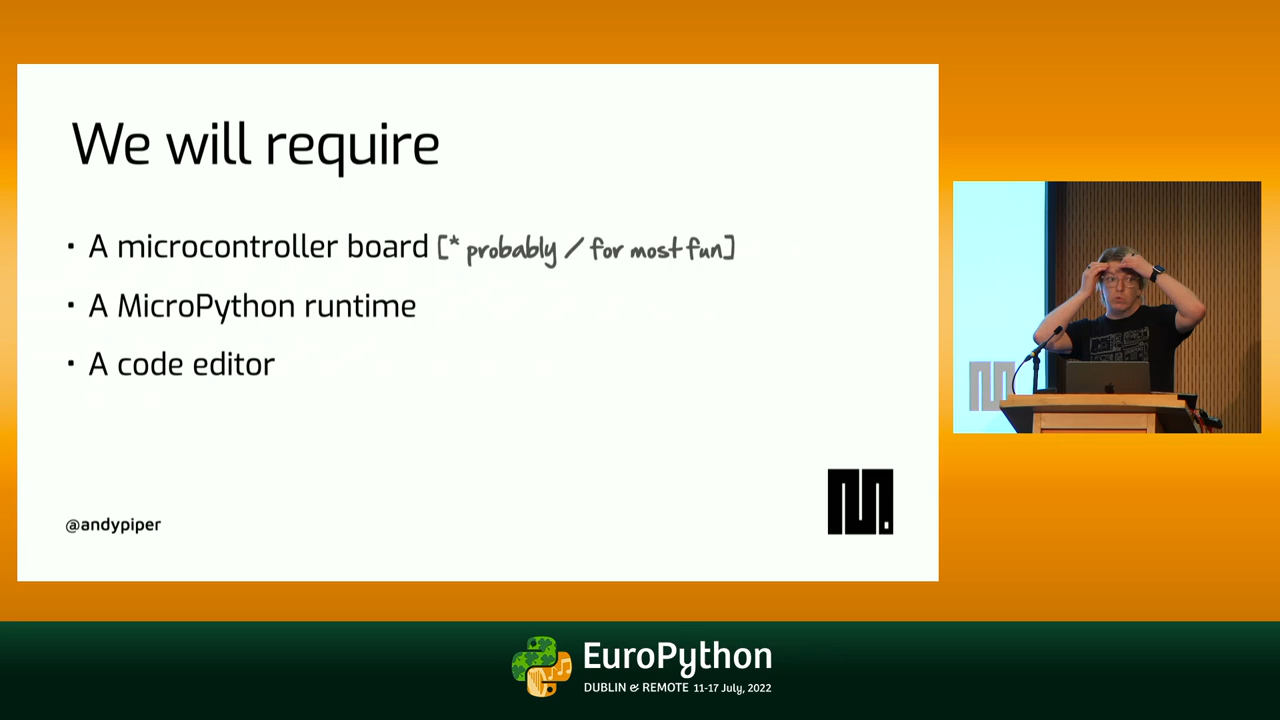 We will require
· A microcontroller board [* probably / for most fun]
· A MicroPython runtime
· A code editor
@andypiper
EuroPython
DUBLIN & REMOTE 11-17 July, 2022